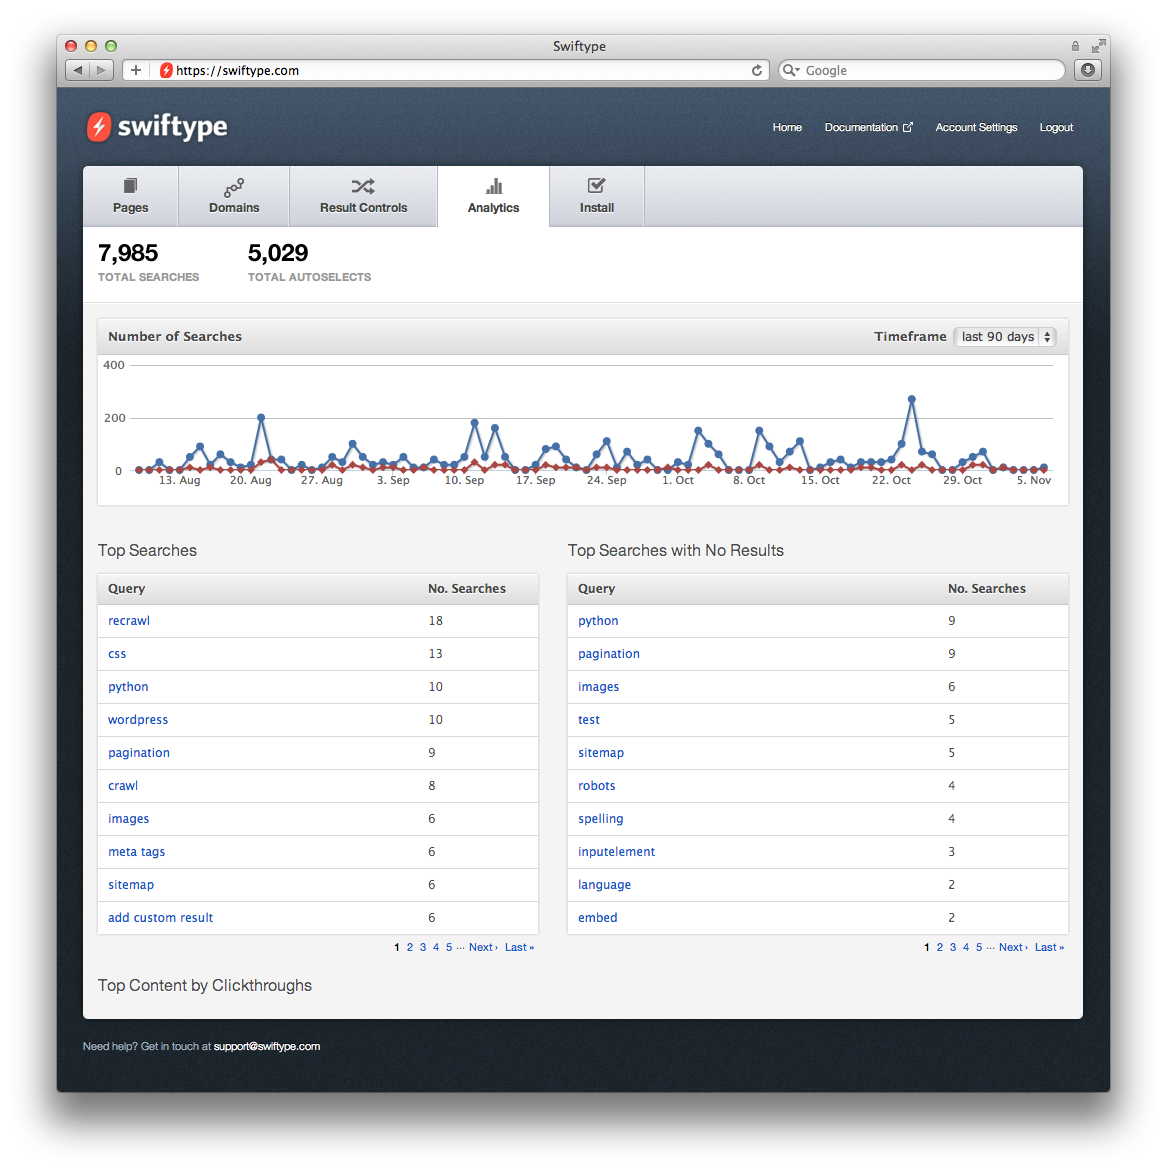 Swiftype
https://swiftype.com
Google
swiftype
Home Documentation Account Settings Logout
Pages Domains Result Controls Analytics Install
7,985 5,029
TOTAL SEARCHES TOTAL AUTOSELECTS
Number of Searches Timeframe last 90 days
400
200
0
13. Aug 20. Aug 27. Aug 3. Sep 10. Sep 17. Sep 24. Sep 1. Oct 8. Oct 15. Oct 22. Oct 29. Oct 5. Nov
Top Searches
Query No. Searches
recrawl 18
css 13
python 10
wordpress 10
pagination 9
crawl 8
images 6
meta tags 6
sitemap 6
add custom result 6
1 2 3 4 5 ... Next › Last »
Top Searches with No Results
Query No. Searches
python 9
pagination 9
images 6
test 5
sitemap 5
robots 4
spelling 4
inputelement 3
language 2
embed 2
1 2 3 4 5 ... Next › Last »
Top Content by Clickthroughs
Need help? Get in touch at support@swiftype.com